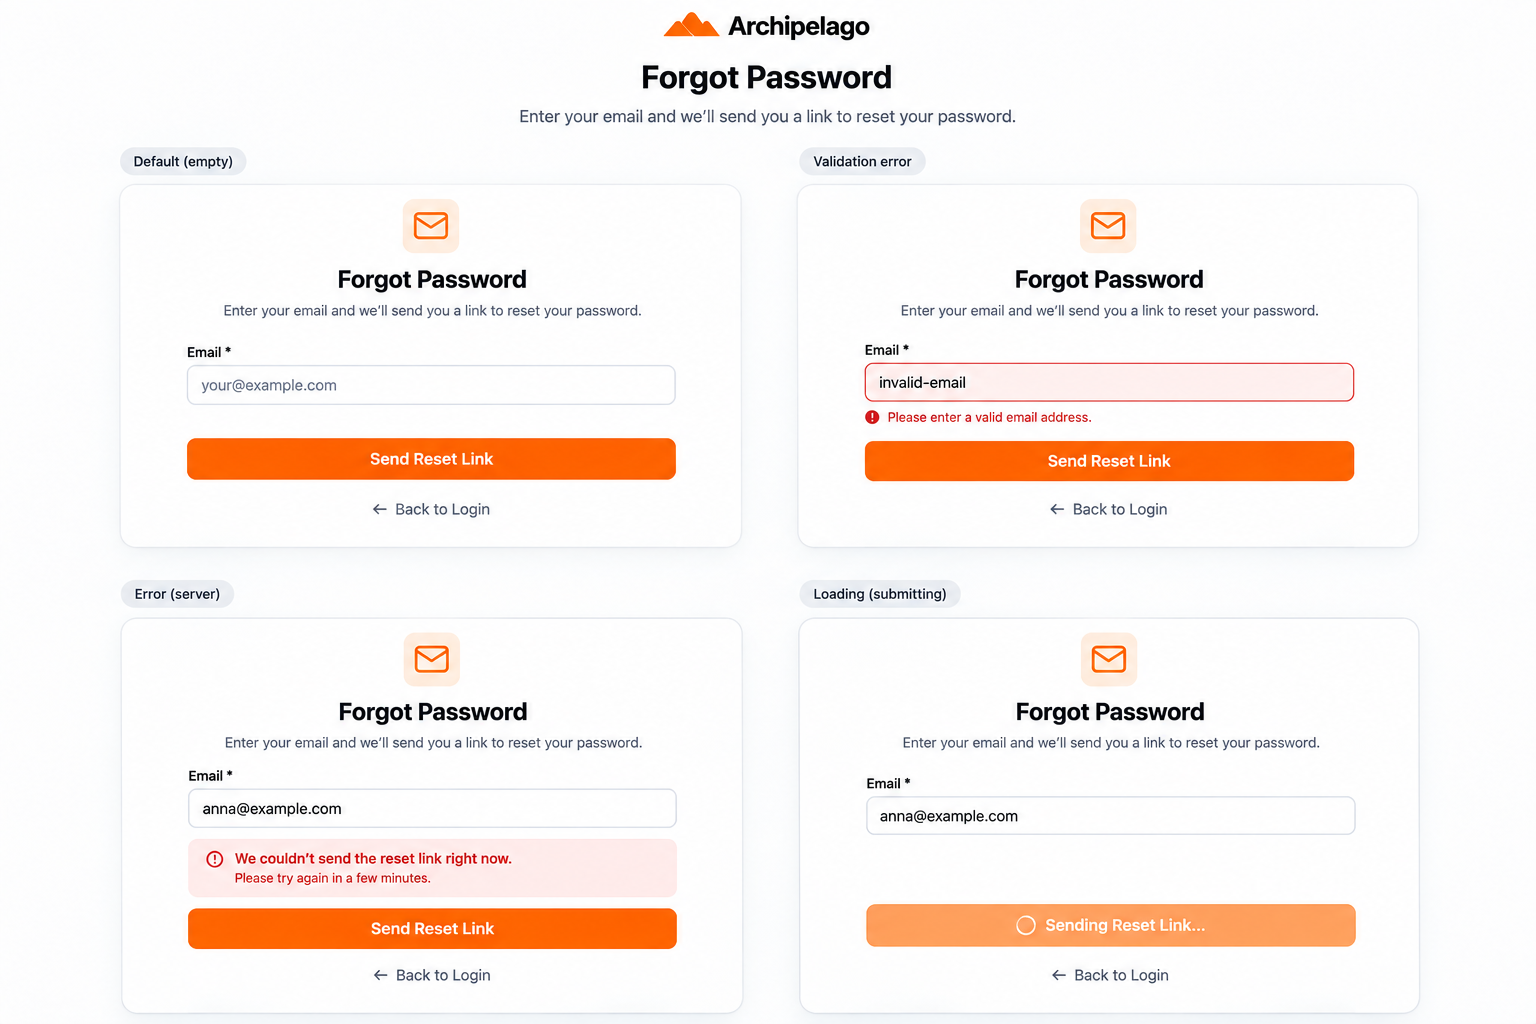 Archipelago
Forgot Password
Enter your email and we’ll send you a link to reset your password.
Default (empty)
Forgot Password
Enter your email and we’ll send you a link to reset your password.
Email *
your@example.com
Send Reset Link
← Back to Login
Validation error
Forgot Password
Enter your email and we’ll send you a link to reset your password.
Email *
invalid-email
Please enter a valid email address.
Send Reset Link
← Back to Login
Error (server)
Forgot Password
Enter your email and we’ll send you a link to reset your password.
Email *
anna@example.com
We couldn’t send the reset link right now.
Please try again in a few minutes.
Send Reset Link
← Back to Login
Loading (submitting)
Forgot Password
Enter your email and we’ll send you a link to reset your password.
Email *
anna@example.com
Sending Reset Link...
← Back to Login